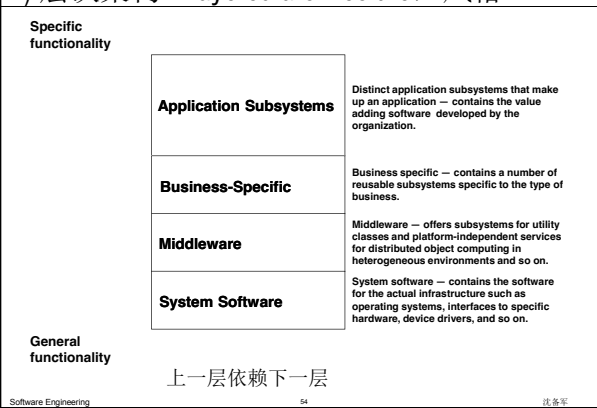 Specific
functionality
Application Subsystems
Distinct application subsystems that make
up an application — contains the value
adding software developed by the
organization.
Business-Specific
Business specific — contains a number of
reusable subsystems specific to the type of
business.
Middleware
Middleware — offers subsystems for utility
classes and platform-independent services
for distributed object computing in
heterogeneous environments and so on.
System Software
System software — contains the software
for the actual infrastructure such as
operating systems, interfaces to specific
hardware, device drivers, and so on.
General
functionality
上一层依赖下一层
Software Engineering 54 沈备军